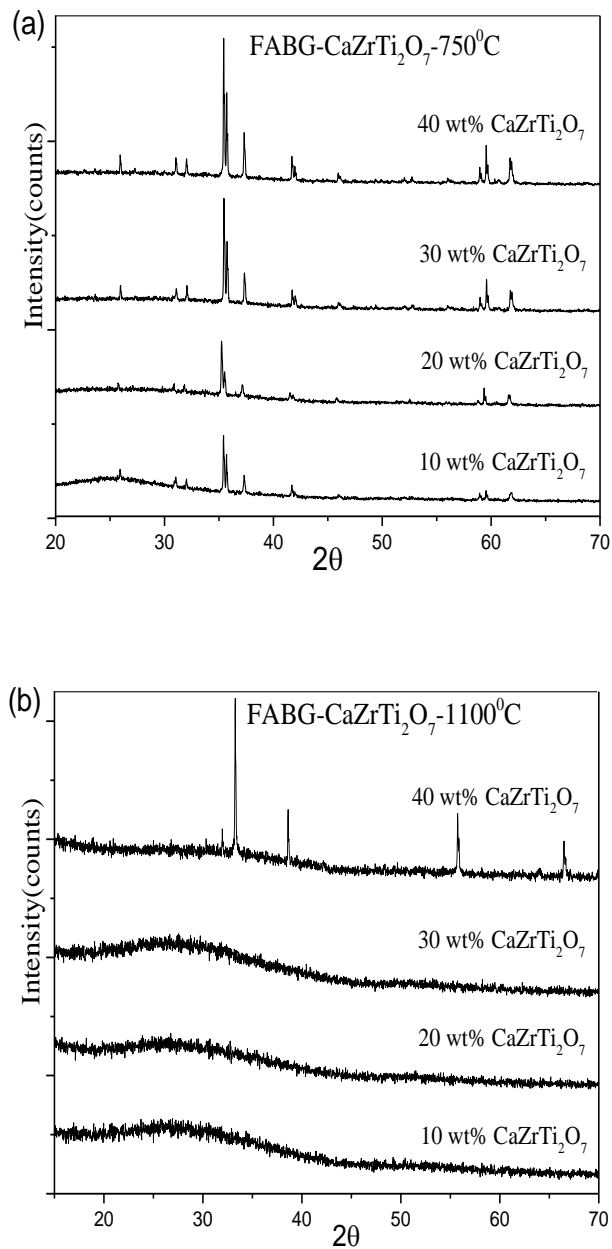 (a)
FABG-CaZrTi₂O₇-750⁰C
40 wt% CaZrTi₂O₇
30 wt% CaZrTi₂O₇
20 wt% CaZrTi₂O₇
10 wt% CaZrTi₂O₇
Intensity(counts)
20 30 40 50 60 70
2θ
(b)
FABG-CaZrTi₂O₇-1100⁰C
40 wt% CaZrTi₂O₇
30 wt% CaZrTi₂O₇
20 wt% CaZrTi₂O₇
10 wt% CaZrTi₂O₇
Intensity(counts)
20 30 40 50 60 70
2θ